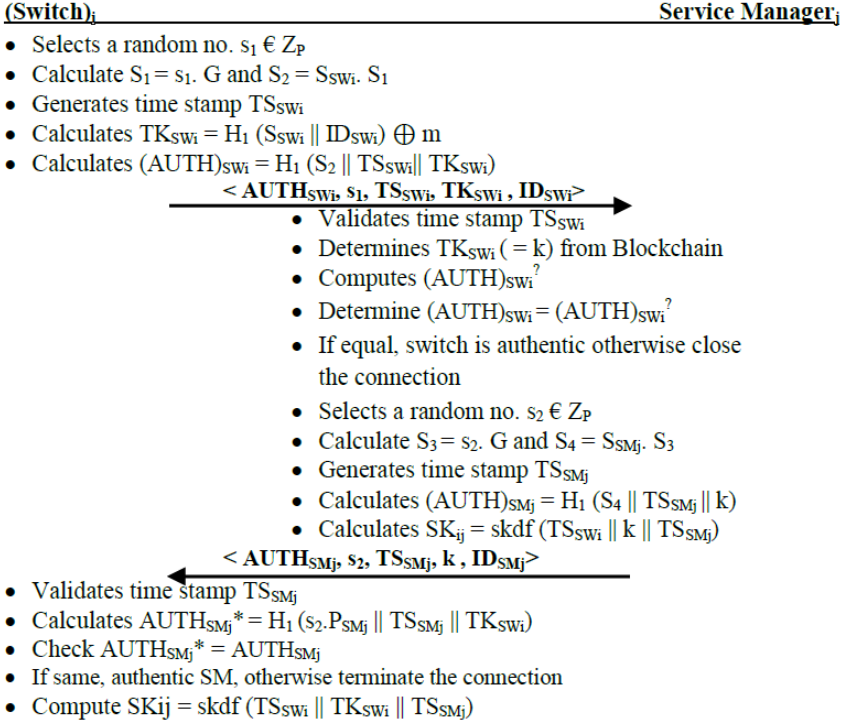 (Switch)i Service Managerj
• Selects a random no. s1 € ZP
• Calculate S1 = s1. G and S2 = SSWi. S1
• Generates time stamp TSSWi
• Calculates TKSWi = H1 (SSWi || IDSWi) ⊕ m
• Calculates (AUTH)SWi = H1 (S2 || TSSWi|| TKSWi)
< AUTHSWi, s1, TSSWi, TKSWi , IDSWi>
• Validates time stamp TSSWi
• Determines TKSWi ( = k) from Blockchain
• Computes (AUTH)SWi?
• Determine (AUTH)SWi = (AUTH)SWi?
• If equal, switch is authentic otherwise close
the connection
• Selects a random no. s2 € ZP
• Calculate S3 = s2. G and S4 = SSMj. S3
• Generates time stamp TSSMj
• Calculates (AUTH)SMj = H1 (S4 || TSSMj || k)
• Calculates SKij = skdf (TSSWi || k || TSSMj)
< AUTHSMj, s2, TSSMj, k , IDSMj>
• Validates time stamp TSSMj
• Calculates AUTHSMj* = H1 (s2.PSMj || TSSMj || TKSWi)
• Check AUTHSMj* = AUTHSMj
• If same, authentic SM, otherwise terminate the connection
• Compute SKij = skdf (TSSWi || TKSWi || TSSMj)